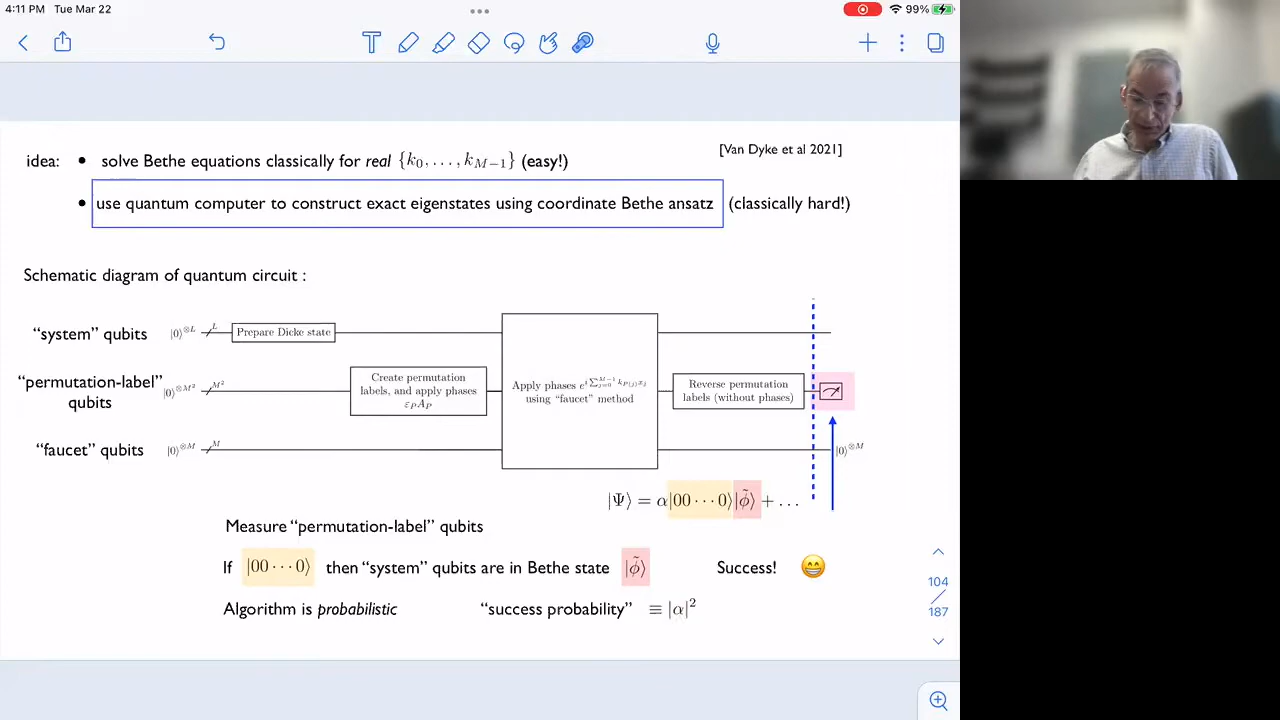 4:11 PM Tue Mar 22
99%
idea: • solve Bethe equations classically for real {k₀, . . . , k_{M−1}} (easy!)
[Van Dyke et al 2021]
• use quantum computer to construct exact eigenstates using coordinate Bethe ansatz (classically hard!)
Schematic diagram of quantum circuit :
“system” qubits |0⟩^{⊗L} L Prepare Dicke state
“permutation-label” qubits |0⟩^{⊗M²} M²
Create permutation labels, and apply phases ε_P A_P
Apply phases e^{i ∑_{j=0}^{M−1} k_{P(j)} x_j} using “faucet” method
Reverse permutation labels (without phases)
“faucet” qubits |0⟩^{⊗M} M |0⟩^{⊗M}
|Ψ⟩ = α|00 · · · 0⟩|ϕ̃⟩ + . . .
Measure “permutation-label” qubits
If |00 · · · 0⟩ then “system” qubits are in Bethe state |ϕ̃⟩ Success! 😁
Algorithm is probabilistic “success probability” ≡ |α|²
104
187